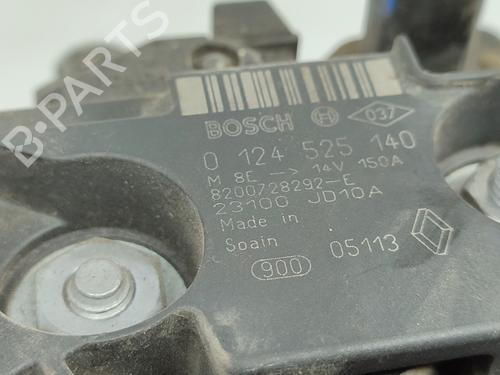 B-PARTS
BOSCH 037
0 124 525 140
M 8E -> 14V 150A
8200728292-E
23100 JD10A
Made in
Spain
900 05113